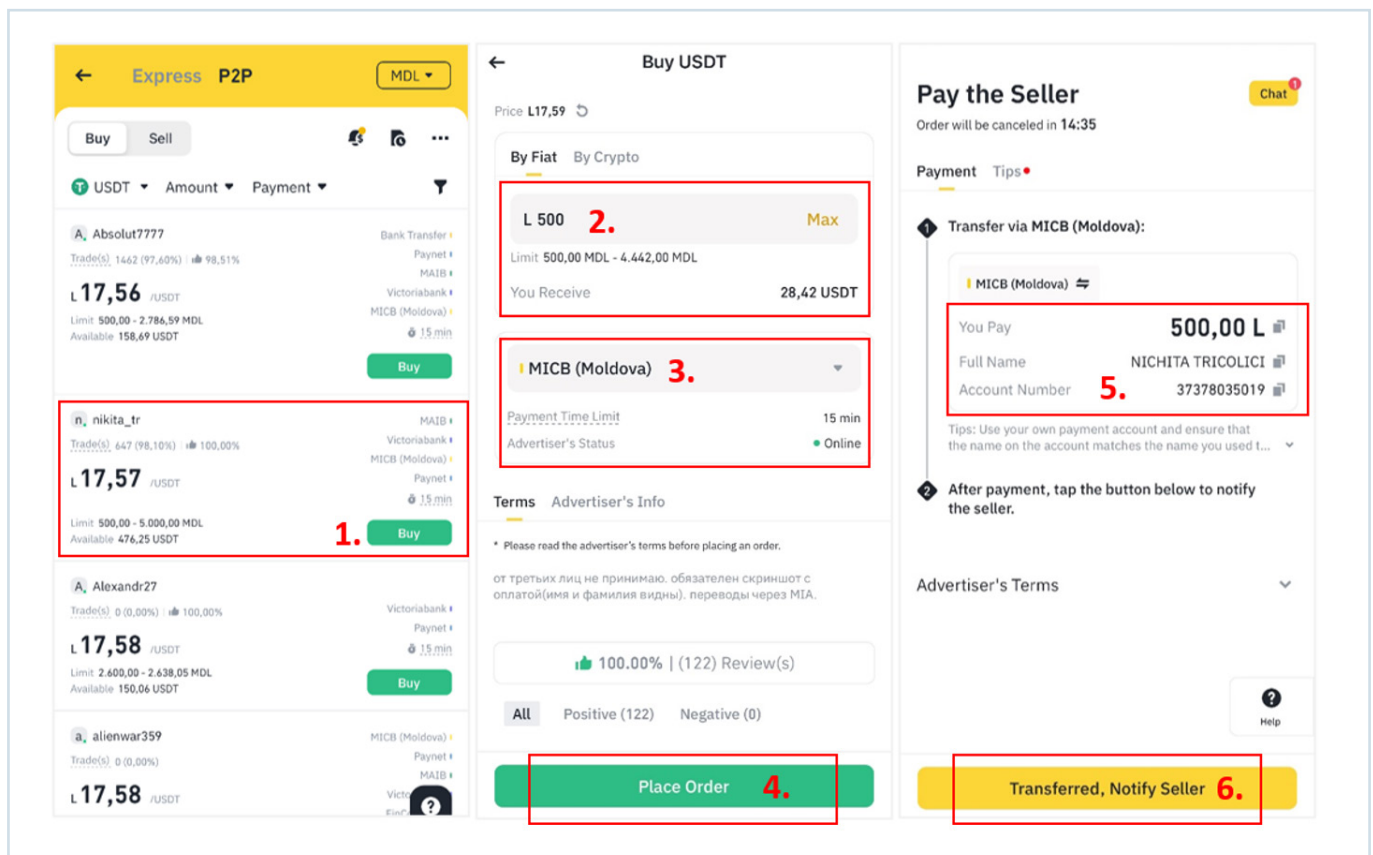 Express P2P MDL
Buy Sell
USDT Amount Payment
A Absolut7777 Bank Transfer
Trade(s) 1462 (97,60%) 98,51% Paynet
MAIB
L 17,56 /USDT Victoriabank
Limit 500,00 - 2.786,59 MDL MICB (Moldova)
Available 158,69 USDT 15 min
Buy
n nikita_tr MAIB
Trade(s) 647 (98,10%) 100,00% Victoriabank
MICB (Moldova)
L 17,57 /USDT Paynet
15 min
Limit 500,00 - 5.000,00 MDL
Available 476,25 USDT 1. Buy
A Alexandr27
Trade(s) 0 (0,00%) 100,00% Victoriabank
Paynet
L 17,58 /USDT 15 min
Limit 2.600,00 - 2.638,05 MDL
Available 150,06 USDT Buy
a alienwar359 MICB (Moldova)
Trade(s) 0 (0,00%) Paynet
MAIB
L 17,58 /USDT
Buy USDT
Price L17,59
By Fiat By Crypto
L 500 2. Max
Limit 500,00 MDL - 4.442,00 MDL
You Receive 28,42 USDT
MICB (Moldova) 3.
Payment Time Limit 15 min
Advertiser's Status Online
Terms Advertiser's Info
* Please read the advertiser's terms before placing an order.
от третьих лиц не принимаю. обязателен скриншот с
оплатой(имя и фамилия видны). переводы через MIA.
100.00% | (122) Review(s)
All Positive (122) Negative (0)
Place Order 4.
Pay the Seller Chat 1
Order will be canceled in 14:35
Payment Tips
1 Transfer via MICB (Moldova):
MICB (Moldova)
You Pay 500,00 L
Full Name NICHITA TRICOLICI
Account Number 5. 37378035019
Tips: Use your own payment account and ensure that
the name on the account matches the name you used t...
2 After payment, tap the button below to notify
the seller.
Advertiser's Terms
Help
Transferred, Notify Seller 6.